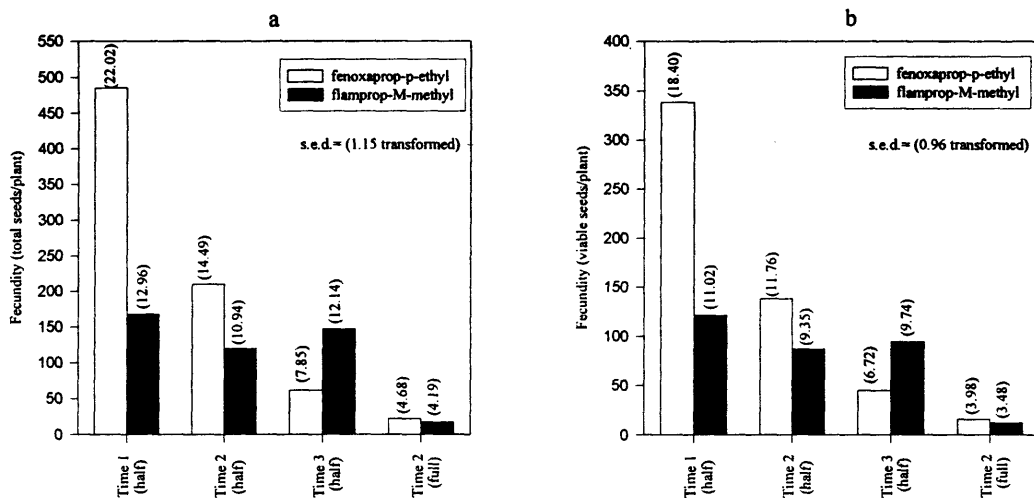 a
Fecundity (total seeds/plant)
550
500
450
400
350
300
250
200
150
100
50
0
(22.02)
(12.96)
(14.49)
(10.94)
(7.85)
(12.14)
(4.68)
(4.19)
fenoxaprop-p-ethyl
flamprop-M-methyl
s.e.d.= (1.15 transformed)
Time 1
(half)
Time 2
(half)
Time 3
(half)
Time 2
(full)
b
Fecundity (viable seeds/plant)
400
350
300
250
200
150
100
50
0
(18.40)
(11.02)
(11.76)
(9.35)
(6.72)
(9.74)
(3.98)
(3.48)
fenoxaprop-p-ethyl
flamprop-M-methyl
s.e.d.= (0.96 transformed)
Time 1
(half)
Time 2
(half)
Time 3
(half)
Time 2
(full)